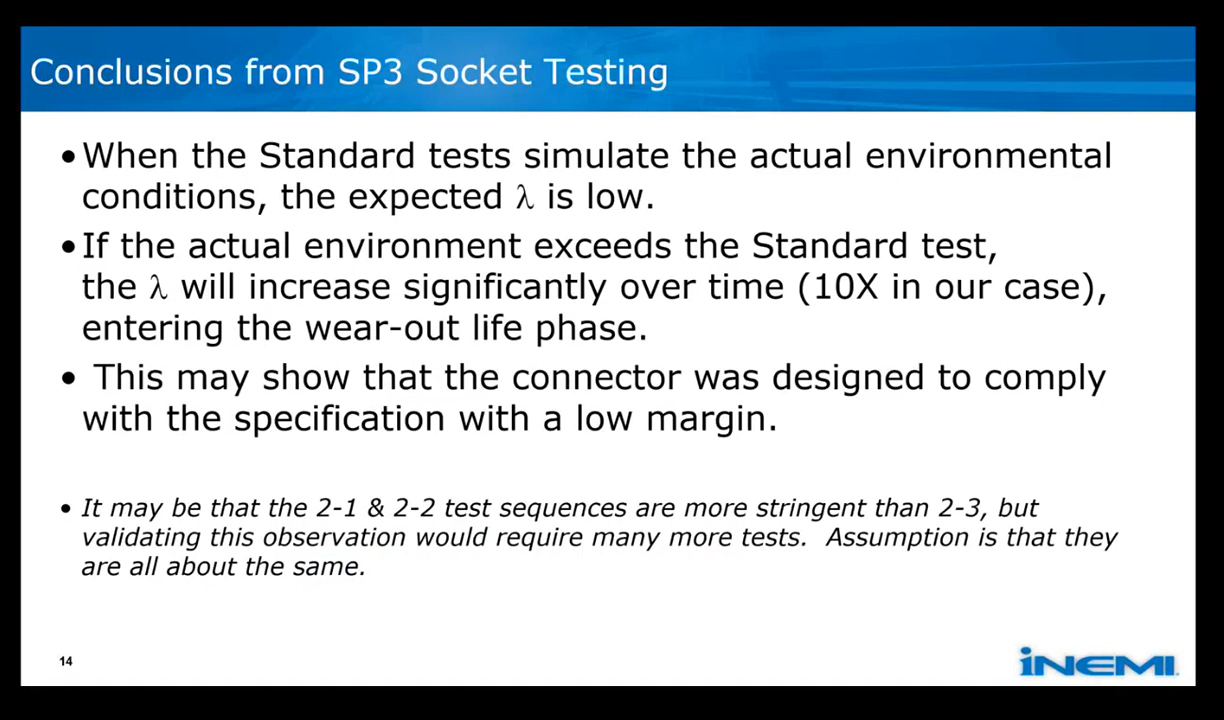 Conclusions from SP3 Socket Testing
•When the Standard tests simulate the actual environmental
conditions, the expected λ is low.
•If the actual environment exceeds the Standard test,
the λ will increase significantly over time (10X in our case),
entering the wear-out life phase.
• This may show that the connector was designed to comply
with the specification with a low margin.
• It may be that the 2-1 & 2-2 test sequences are more stringent than 2-3, but
validating this observation would require many more tests. Assumption is that they
are all about the same.
14
iNEMI